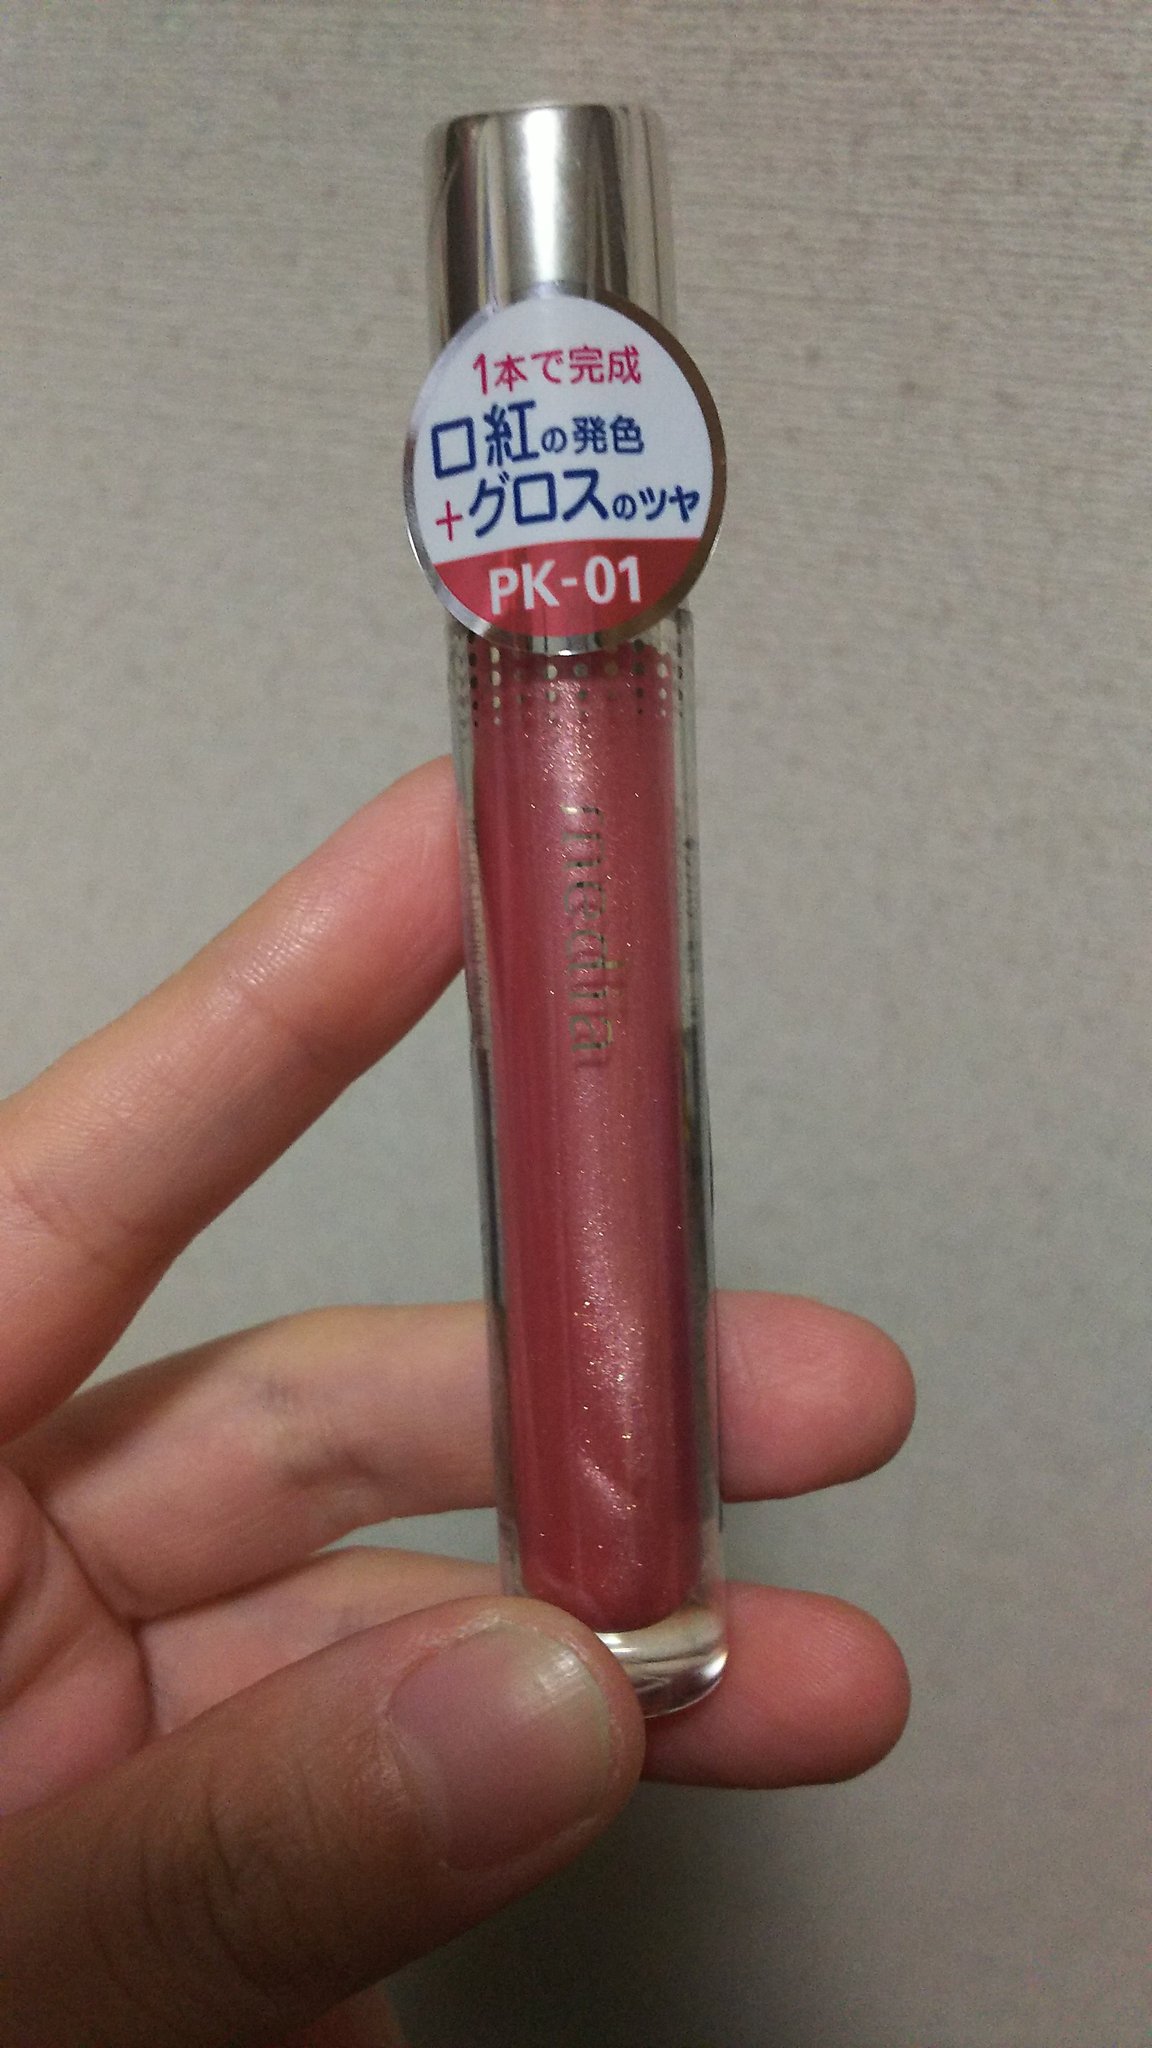 1本で完成
口紅の発色
+グロスのツヤ
PK-01
media